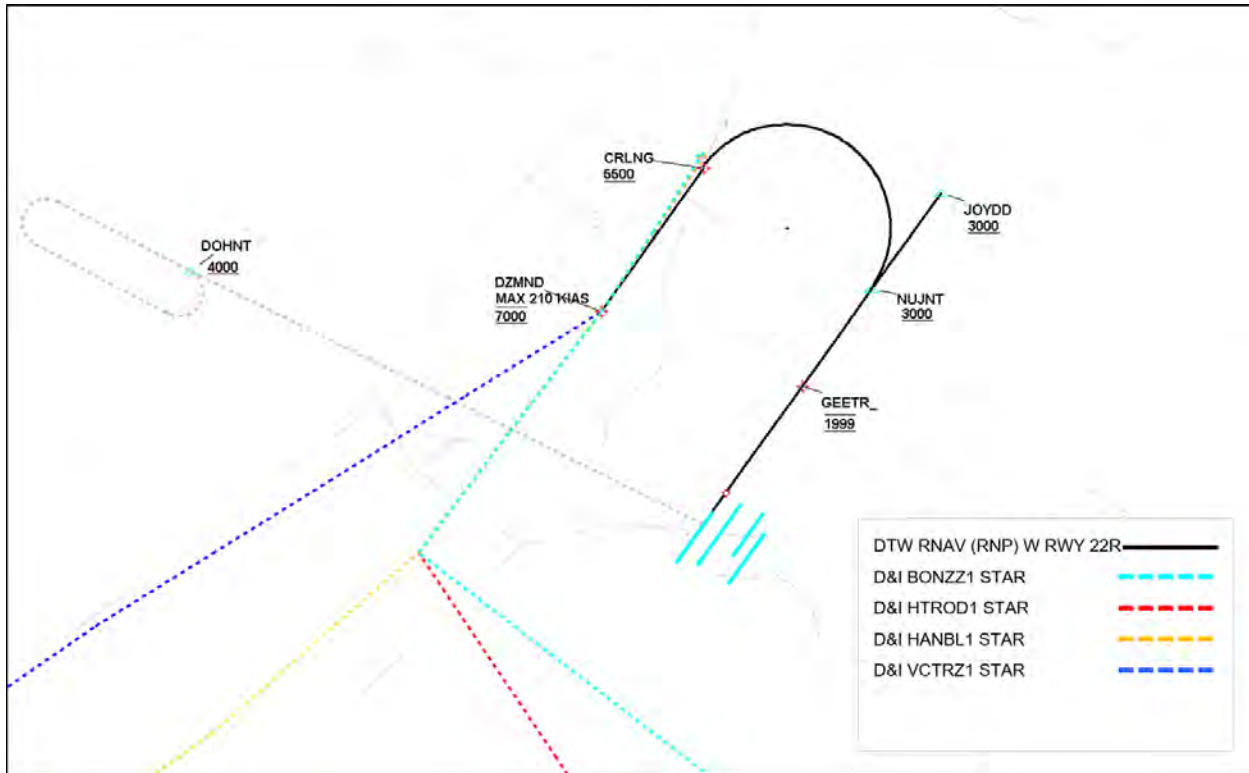 CRLNG
5500
JOYDD
3000
DOHNT
4000
DZMND
MAX 210 KIAS
7000
NUJNT
3000
GEETR_
1999
DTW RNAV (RNP) W RWY 22R
D&I BONZZ1 STAR
D&I HTROD1 STAR
D&I HANBL1 STAR
D&I VCTRZ1 STAR